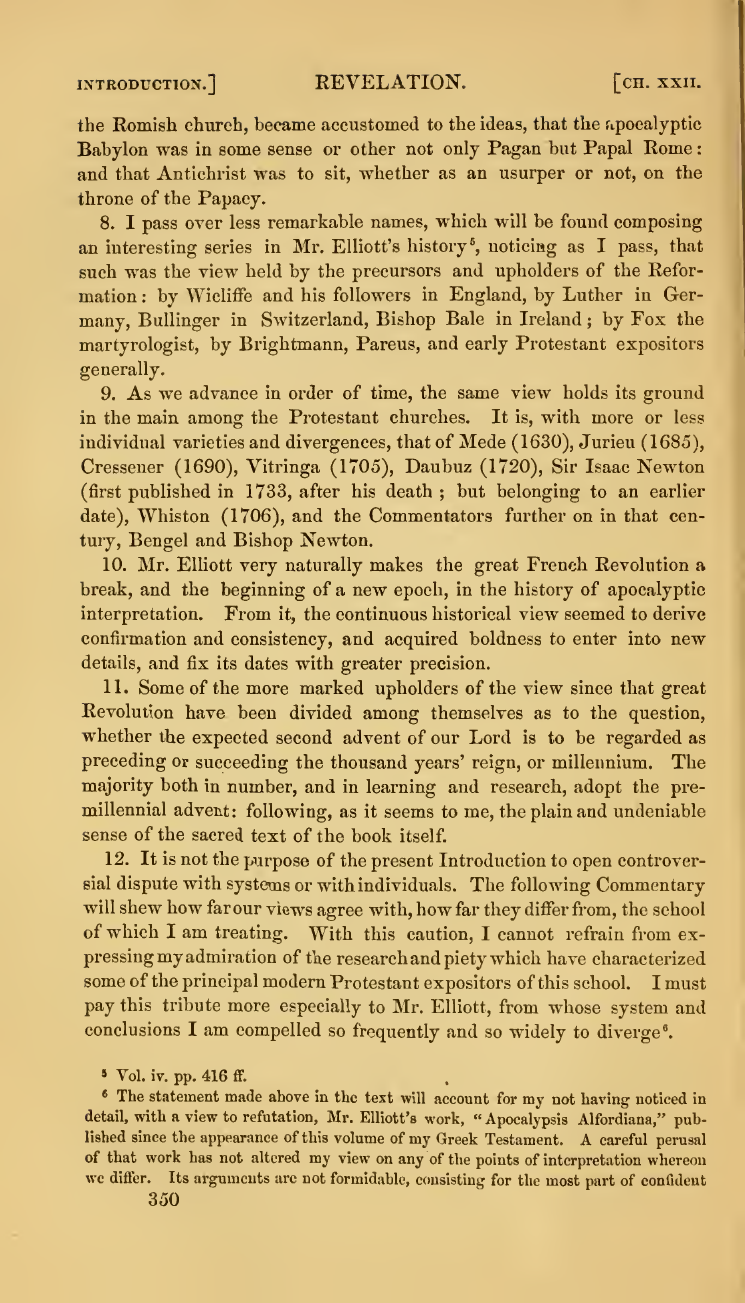 INTRODUCTION.] REVELATION. [CH. XXII.
the Romish church, became accustomed to the ideas, that the apocalyptic
Babylon was in some sense or other not only Pagan but Papal Rome:
and that Antichrist was to sit, whether as an usurper or not, on the
throne of the Papacy.
8. I pass over less remarkable names, which will be found composing
an interesting series in Mr. Elliott's history⁵, noticing as I pass, that
such was the view held by the precursors and upholders of the Refor-
mation: by Wicliffe and his followers in England, by Luther in Ger-
many, Bullinger in Switzerland, Bishop Bale in Ireland; by Fox the
martyrologist, by Brightmann, Pareus, and early Protestant expositors
generally.
9. As we advance in order of time, the same view holds its ground
in the main among the Protestant churches. It is, with more or less
individual varieties and divergences, that of Mede (1630), Jurieu (1685),
Cressener (1690), Vitringa (1705), Daubuz (1720), Sir Isaac Newton
(first published in 1733, after his death; but belonging to an earlier
date), Whiston (1706), and the Commentators further on in that cen-
tury, Bengel and Bishop Newton.
10. Mr. Elliott very naturally makes the great French Revolution a
break, and the beginning of a new epoch, in the history of apocalyptic
interpretation. From it, the continuous historical view seemed to derive
confirmation and consistency, and acquired boldness to enter into new
details, and fix its dates with greater precision.
11. Some of the more marked upholders of the view since that great
Revolution have been divided among themselves as to the question,
whether the expected second advent of our Lord is to be regarded as
preceding or succeeding the thousand years' reign, or millennium. The
majority both in number, and in learning and research, adopt the pre-
millennial advent: following, as it seems to me, the plain and undeniable
sense of the sacred text of the book itself.
12. It is not the purpose of the present Introduction to open controver-
sial dispute with systems or with individuals. The following Commentary
will shew how far our views agree with, how far they differ from, the school
of which I am treating. With this caution, I cannot refrain from ex-
pressing my admiration of the research and piety which have characterized
some of the principal modern Protestant expositors of this school. I must
pay this tribute more especially to Mr. Elliott, from whose system and
conclusions I am compelled so frequently and so widely to diverge⁶.
⁵ Vol. iv. pp. 416 ff.
⁶ The statement made above in the text will account for my not having noticed in
detail, with a view to refutation, Mr. Elliott's work, "Apocalypsis Alfordiana," pub-
lished since the appearance of this volume of my Greek Testament. A careful perusal
of that work has not altered my view on any of the points of interpretation whereon
we differ. Its arguments are not formidable, consisting for the most part of confident
350